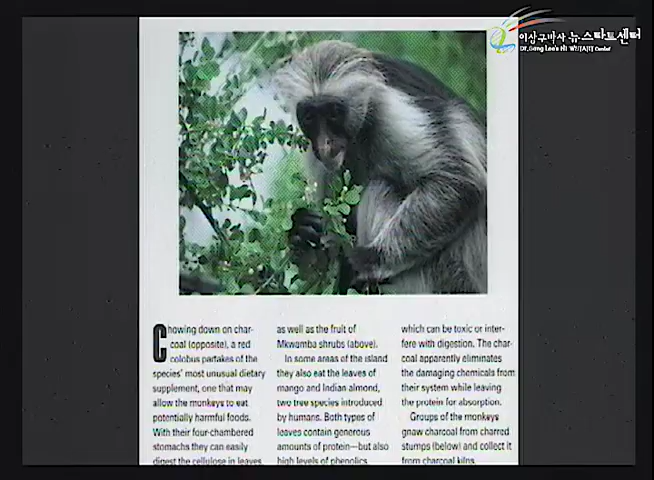 이상구박사 뉴스타트센터
Chowing down on char-
coal (opposite), a red
colobus partakes of the
species' most unusual dietary
supplement, one that may
allow the monkeys to eat
potentially harmful foods.
With their four-chambered
stomachs they can easily
digest the cellulose in leaves
as well as the fruit of
Mkwamba shrubs (above).
In some areas of the island
they also eat the leaves of
mango and Indian almond,
two tree species introduced
by humans. Both types of
leaves contain generous
amounts of protein—but also
high levels of phenolics,
which can be toxic or inter-
fere with digestion. The char-
coal apparently eliminates
the damaging chemicals from
their system while leaving
the protein for absorption.
Groups of the monkeys
gnaw charcoal from charred
stumps (below) and collect it
from charcoal kilns